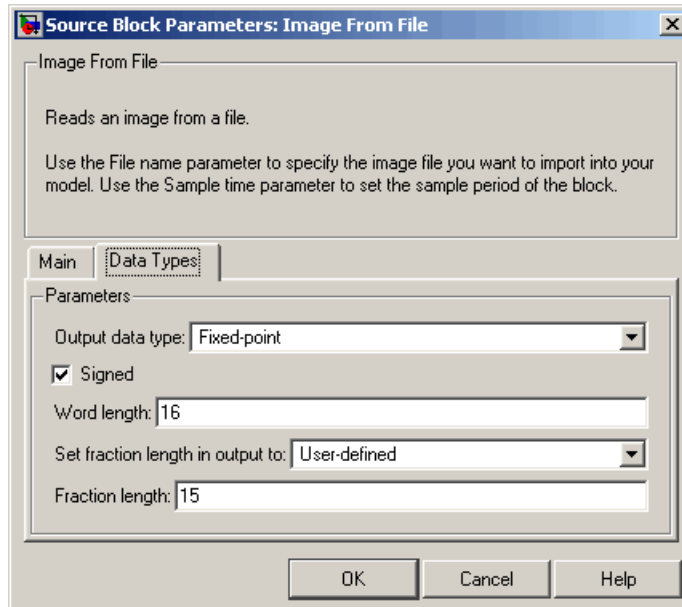 Source Block Parameters: Image From File
Image From File
Reads an image from a file.
Use the File name parameter to specify the image file you want to import into your
model. Use the Sample time parameter to set the sample period of the block.
Main Data Types
Parameters
Output data type: Fixed-point
Signed
Word length: 16
Set fraction length in output to: User-defined
Fraction length: 15
OK Cancel Help